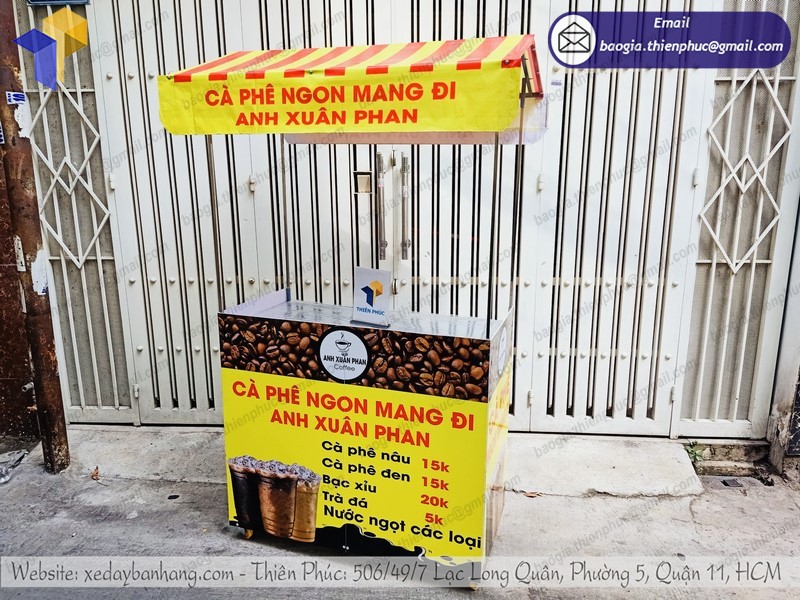 Email
baogia.thienphuc@gmail.com
CÀ PHÊ NGON MANG ĐI
ANH XUÂN PHAN
THIÊN PHÚC
ANH XUÂN PHAN
Coffee
CÀ PHÊ NGON MANG ĐI
ANH XUÂN PHAN
Cà phê nâu 15k
Cà phê đen 15k
Bạc xỉu 20k
Trà đá 5k
Nước ngọt các loại
Website: xedaybanhang.com - Thiên Phúc: 506/49/7 Lạc Long Quân, Phường 5, Quận 11, HCM